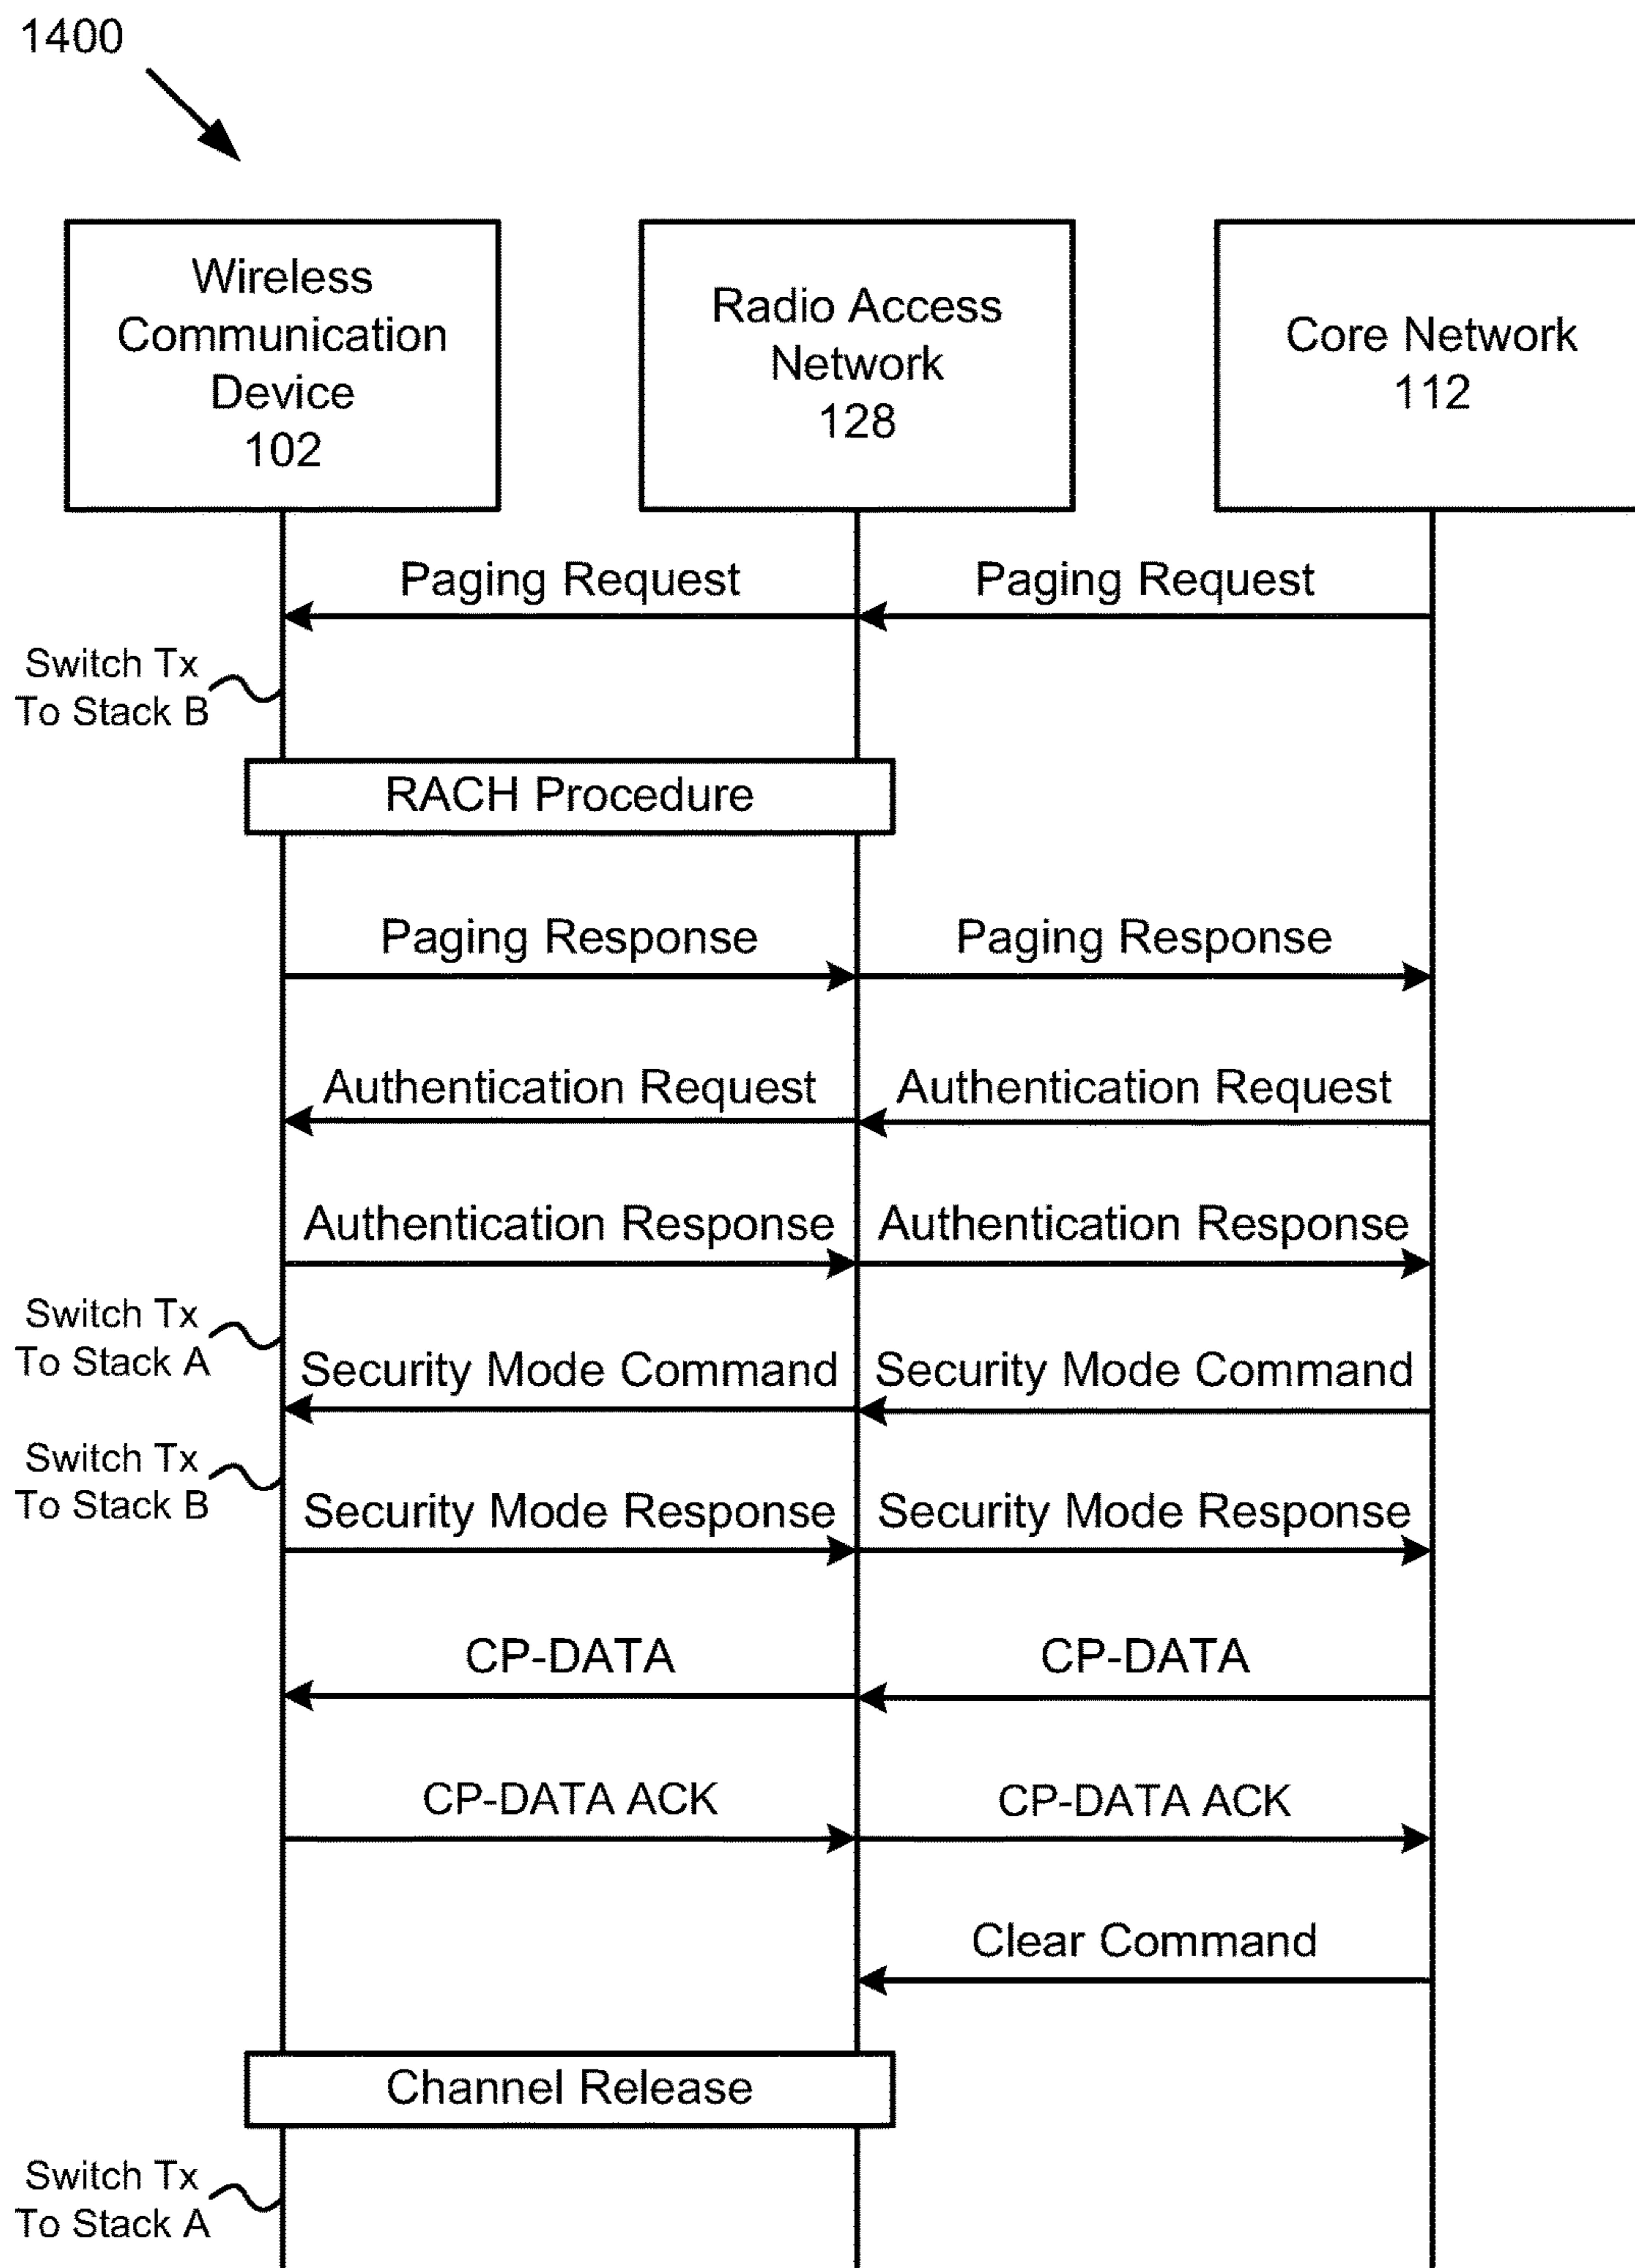 1400
Wireless
Communication
Device
102
Radio Access
Network
128
Core Network
112
Paging Request
Paging Request
Switch Tx
To Stack B
RACH Procedure
Paging Response
Paging Response
Authentication Request
Authentication Request
Authentication Response
Authentication Response
Switch Tx
To Stack A
Security Mode Command
Security Mode Command
Switch Tx
To Stack B
Security Mode Response
Security Mode Response
CP-DATA
CP-DATA
CP-DATA ACK
CP-DATA ACK
Clear Command
Channel Release
Switch Tx
To Stack A